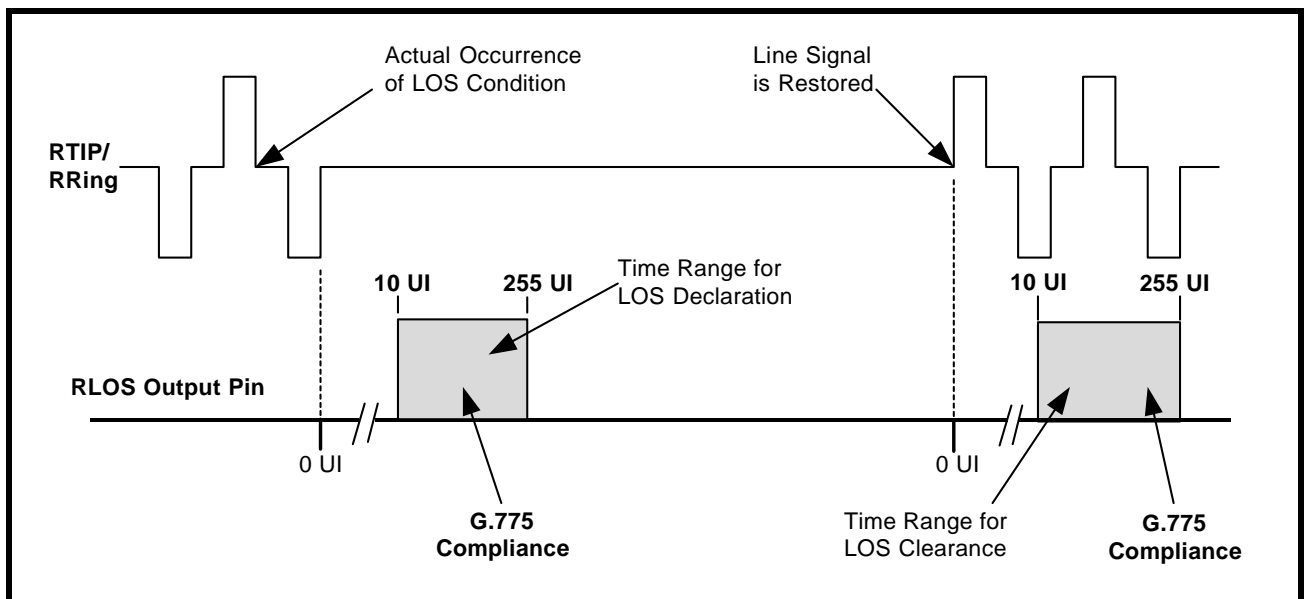 Actual Occurrence
of LOS Condition
Line Signal
is Restored
RTIP/
RRing
10 UI
255 UI
Time Range for
LOS Declaration
10 UI
255 UI
RLOS Output Pin
0 UI
0 UI
G.775
Compliance
Time Range for
LOS Clearance
G.775
Compliance